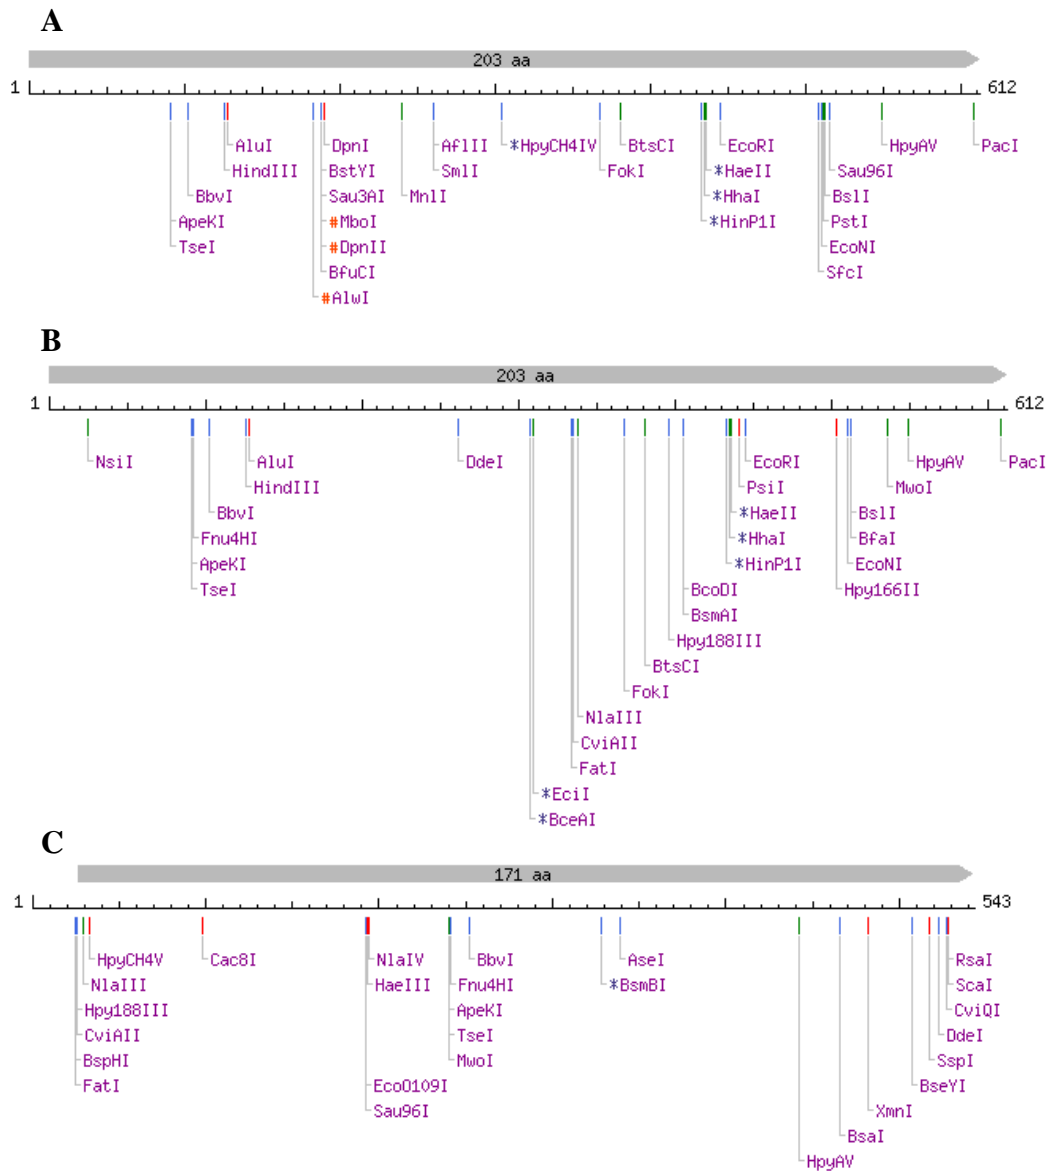 A
203 aa
1 612
AluI DpnI AflII *HpyCH4IV BtsCI EcoRI HpyAV PacI
HindIII BstYI SmlI FokI *HaeII Sau96I
BbvI Sau3AI MnlI *HhaI BslI
ApeKI #MboI *HinP1I PstI
TseI #DpnII EcoNI
BfuCI SfcI
#AlwI
B
203 aa
1 612
NsiI AluI DdeI EcoRI HpyAV PacI
HindIII PsiI MwoI
BbvI *HaeII BslI
Fnu4HI *HhaI BfaI
ApeKI *HinP1I EcoNI
TseI BcoDI Hpy166II
BsmAI
Hpy188III
BtsCI
FokI
NlaIII
CviAII
FatI
*EciI
*BceAI
C
171 aa
1 543
HpyCH4V Cac8I NlaIV BbvI AseI RsaI
NlaIII HaeIII Fnu4HI *BsmBI ScaI
Hpy188III ApeKI CviQI
CviAII TseI DdeI
BspHI MwoI SspI
FatI EcoO109I BseYI
Sau96I XmnI
BsaI
HpyAV